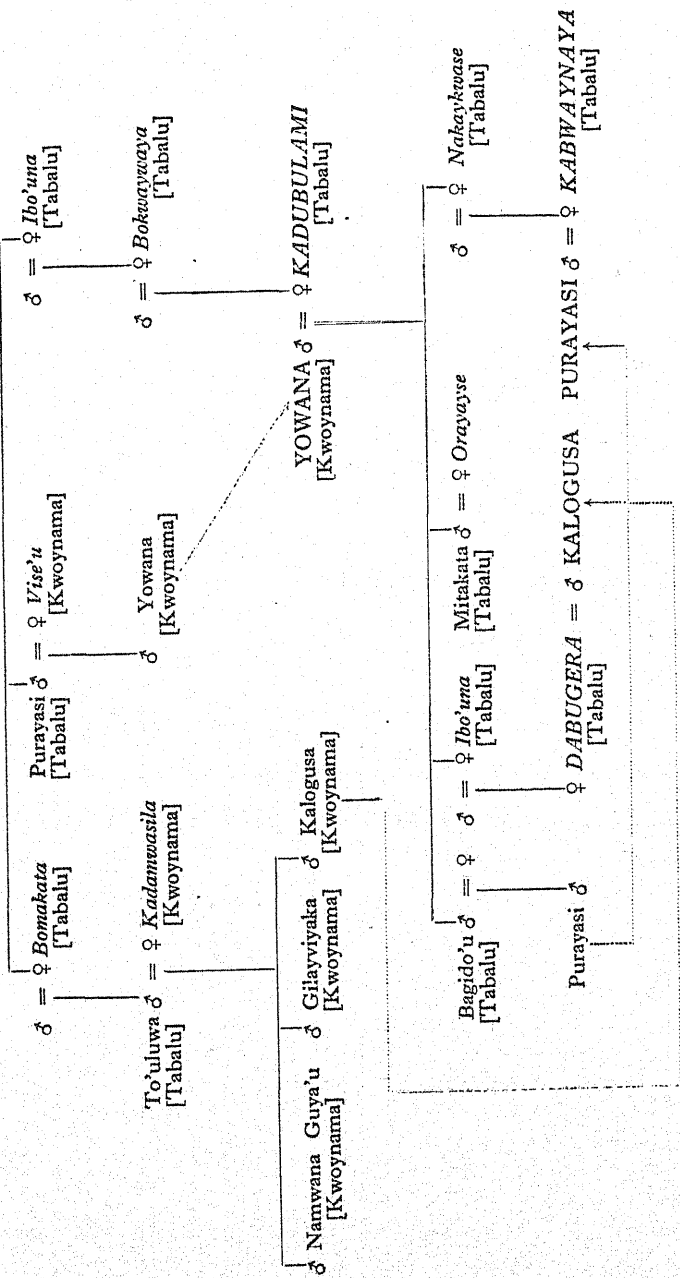 ♂ = ♀ Bomakata
[Tabalu]
Purayasi ♂ = ♀ Vise'u
[Tabalu] [Kwoynama]
♂ = ♀ Ibo'una
[Tabalu]
To'uluwa ♂ = ♀ Kadamwasila
[Tabalu] [Kwoynama]
♂ Yowana
[Kwoynama]
♂ = ♀ Bokwaywaya
[Tabalu]
♂ Namwana Guya'u
[Kwoynama]
♂ Gilayviyaka
[Kwoynama]
♂ Kalogusa
[Kwoynama]
YOWANA ♂ = ♀ KADUBULAMI
[Kwoynama] [Tabalu]
Bagido'u ♂ = ♀
[Tabalu]
♂ = ♀ Ibo'una
[Tabalu]
Mitakata ♂ = ♀ Orayayse
[Tabalu]
♂ = ♀ Nakaykwase
[Tabalu]
Purayasi ♂
♀ DABUGERA = ♂ KALOGUSA
[Tabalu]
PURAYASI ♂ = ♀ KABWAYNAYA
[Tabalu]